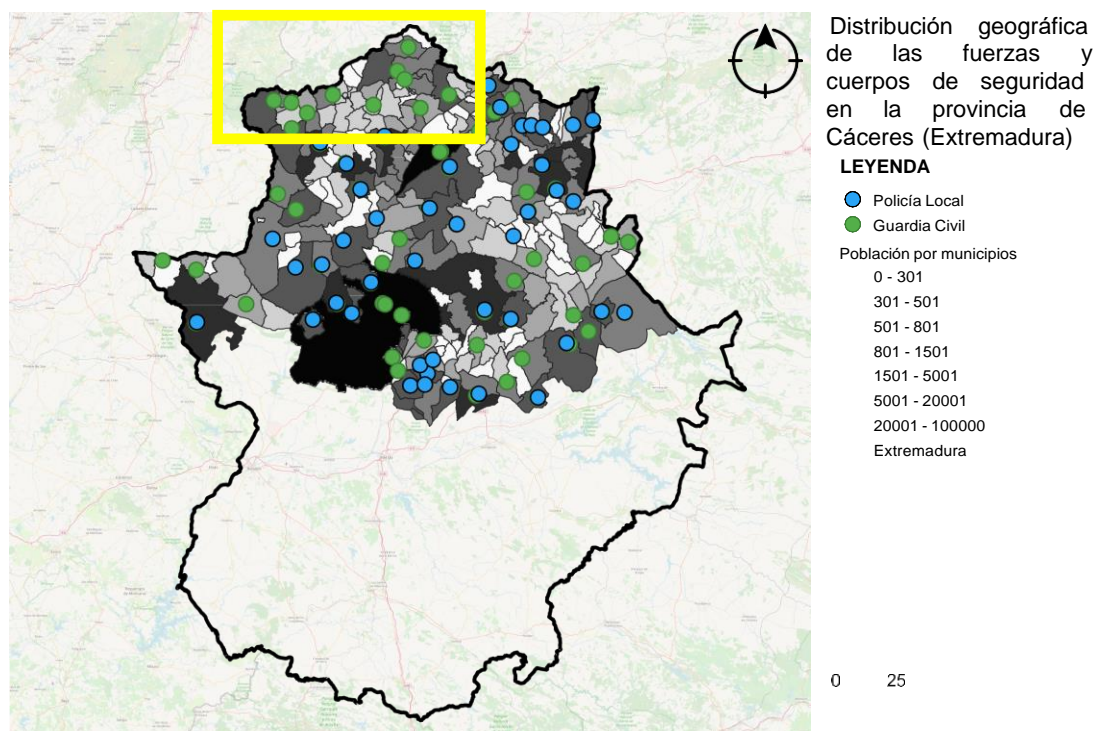 Distribución geográfica
de las fuerzas y
cuerpos de seguridad
en la provincia de
Cáceres (Extremadura)
LEYENDA
Policía Local
Guardia Civil
Población por municipios
0 - 301
301 - 501
501 - 801
801 - 1501
1501 - 5001
5001 - 20001
20001 - 100000
Extremadura
0 25